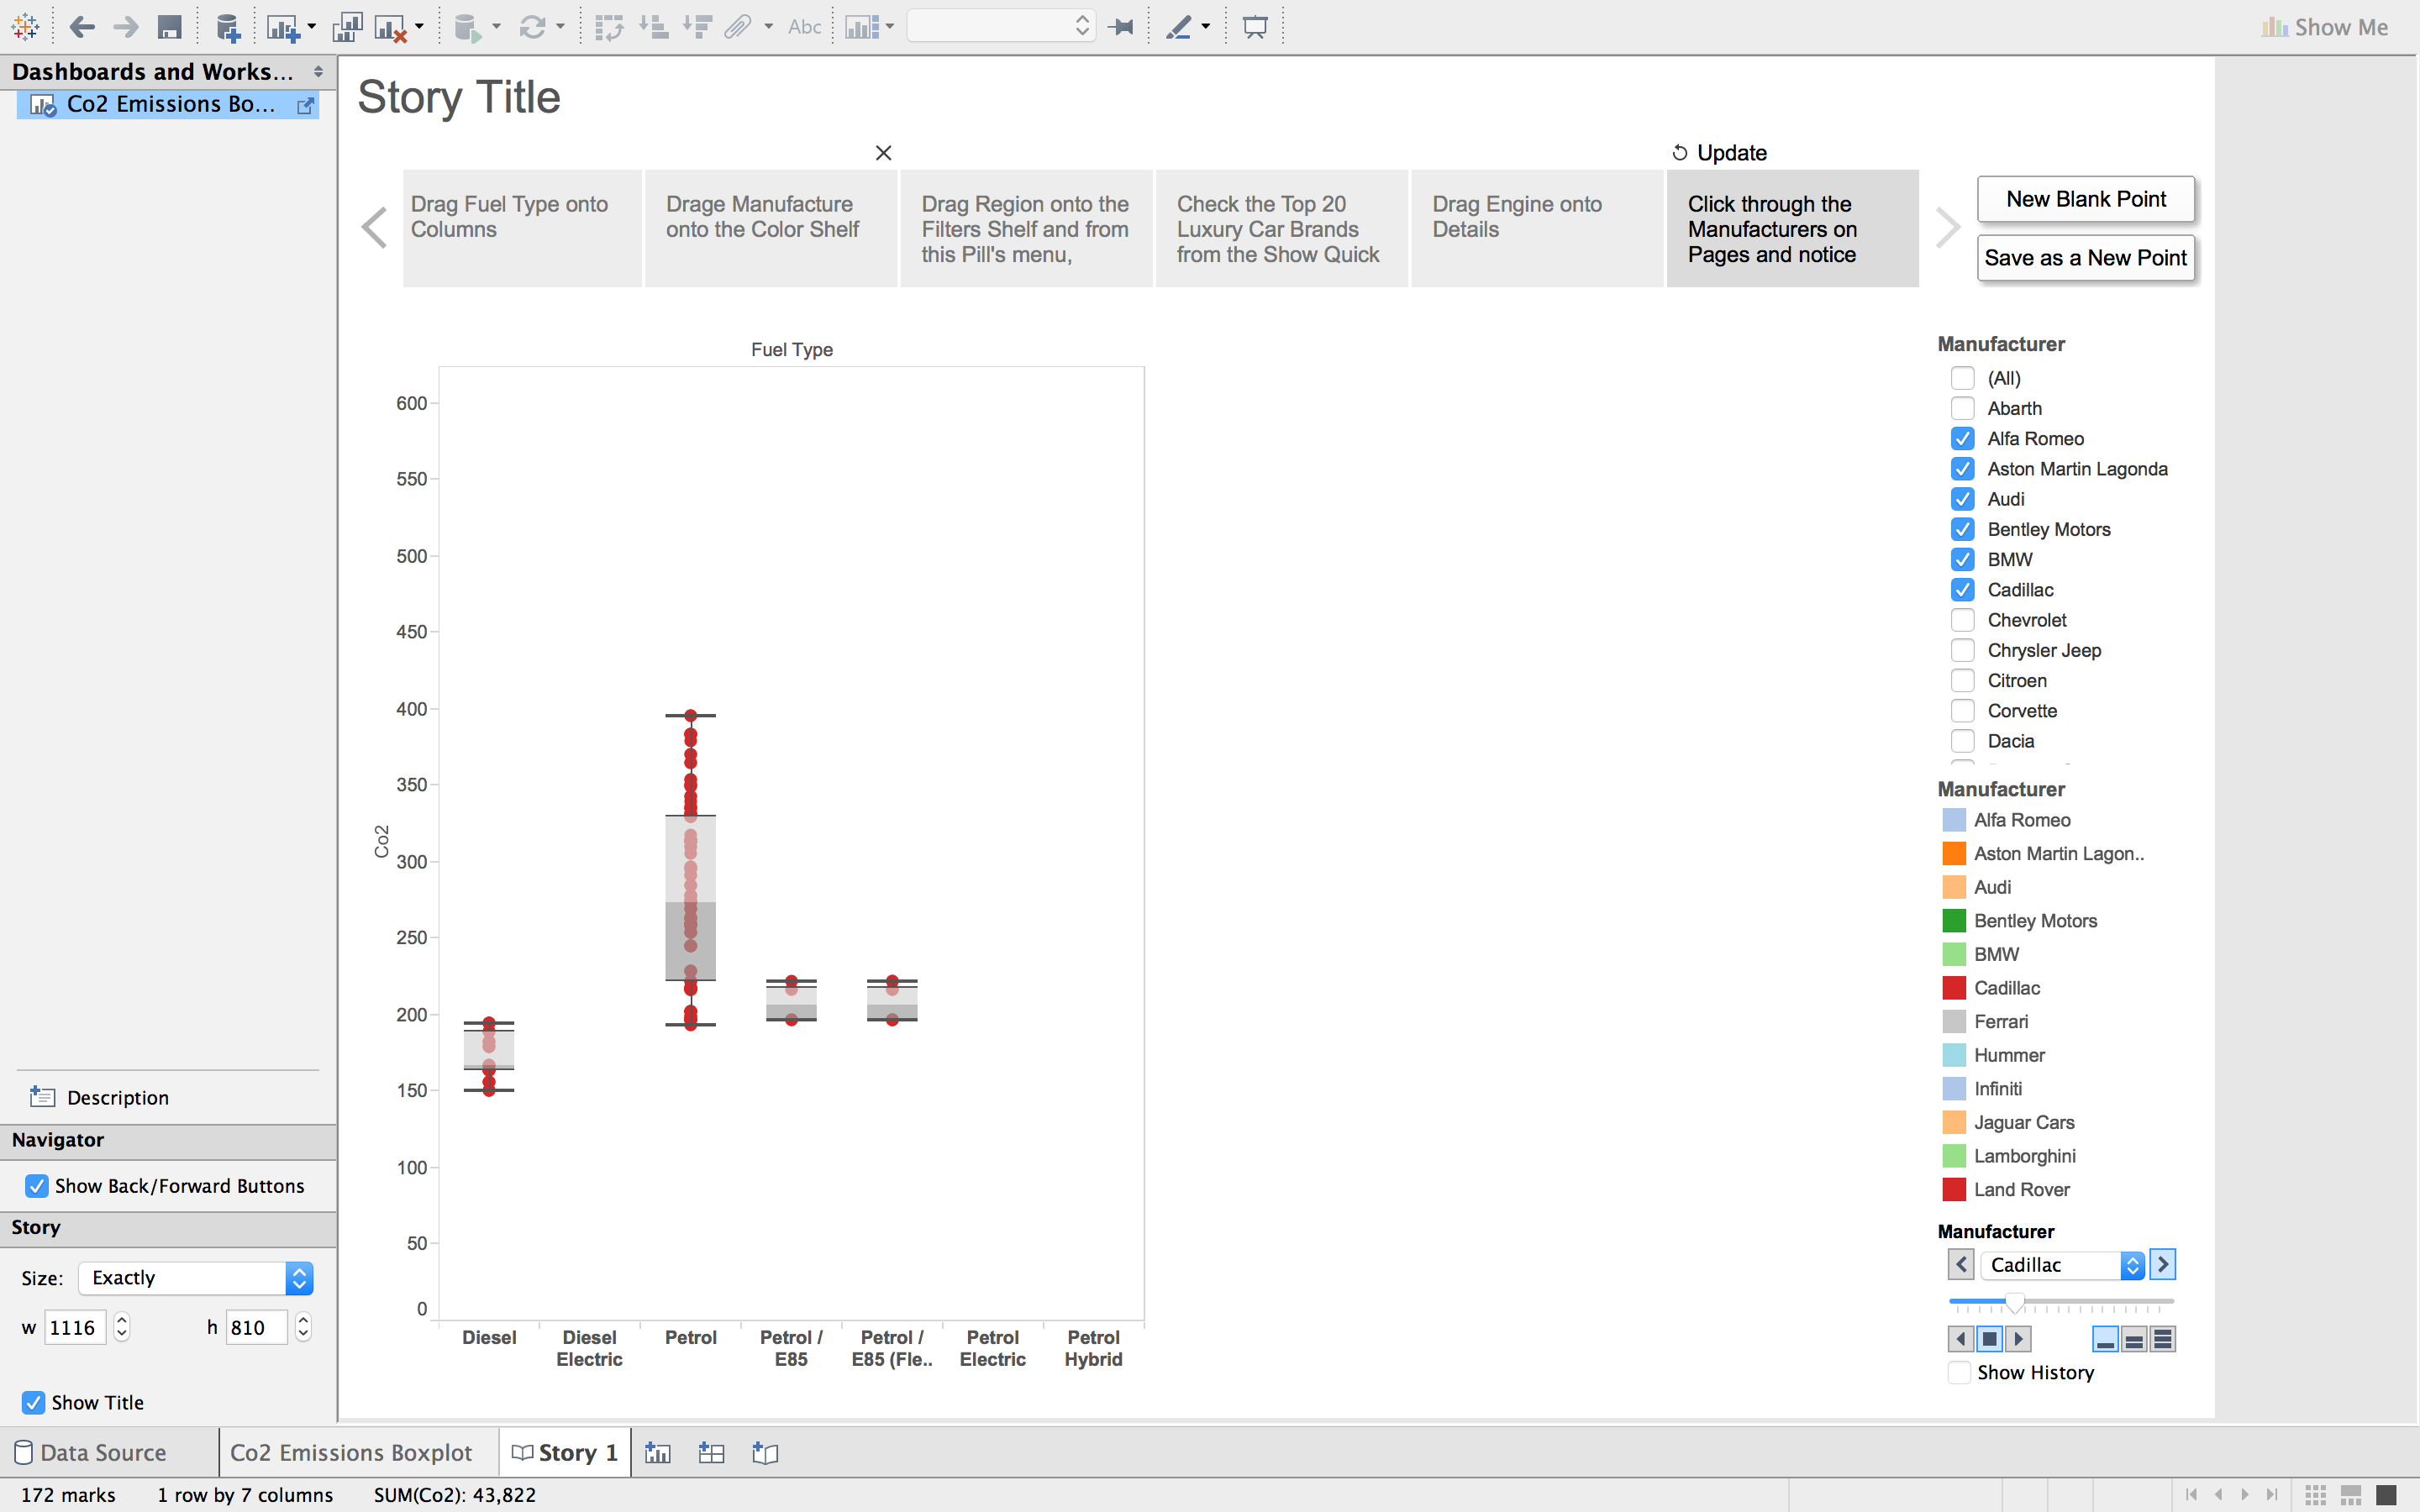 Abc
Show Me
Dashboards and Works...
Co2 Emissions Bo...
Story Title
Update
Drag Fuel Type onto
Columns
Drage Manufacture
onto the Color Shelf
Drag Region onto the
Filters Shelf and from
this Pill's menu,
Check the Top 20
Luxury Car Brands
from the Show Quick
Drag Engine onto
Details
Click through the
Manufacturers on
Pages and notice
New Blank Point
Save as a New Point
Fuel Type
600
550
500
450
400
350
300
250
200
150
100
50
0
Co2
Diesel
Diesel
Electric
Petrol
Petrol /
E85
Petrol /
E85 (Fle..
Petrol
Electric
Petrol
Hybrid
Manufacturer
(All)
Abarth
Alfa Romeo
Aston Martin Lagonda
Audi
Bentley Motors
BMW
Cadillac
Chevrolet
Chrysler Jeep
Citroen
Corvette
Dacia
Manufacturer
Alfa Romeo
Aston Martin Lagon..
Audi
Bentley Motors
BMW
Cadillac
Ferrari
Hummer
Infiniti
Jaguar Cars
Lamborghini
Land Rover
Manufacturer
Cadillac
Show History
Description
Navigator
Show Back/Forward Buttons
Story
Size: Exactly
w 1116 h 810
Show Title
Data Source
Co2 Emissions Boxplot
Story 1
172 marks 1 row by 7 columns SUM(Co2): 43,822